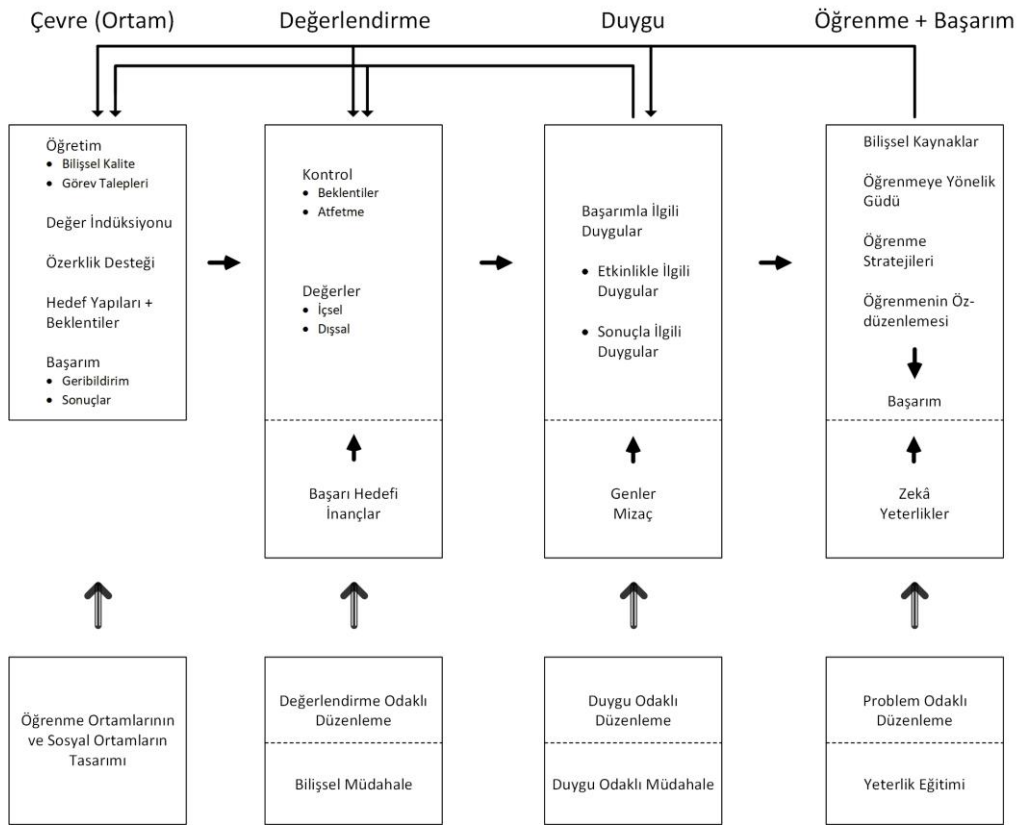 Çevre (Ortam)
Değerlendirme
Duygu
Öğrenme + Başarım
Öğretim
• Bilişsel Kalite
• Görev Talepleri
Değer İndüksiyonu
Özerklik Desteği
Hedef Yapıları +
Beklentiler
Başarım
• Geribildirim
• Sonuçlar
Kontrol
• Beklentiler
• Atfetme
Değerler
• İçsel
• Dışsal
Başarı Hedefi
İnançlar
Başarımla İlgili
Duygular
• Etkinlikle İlgili
Duygular
• Sonuçla İlgili
Duygular
Genler
Mizaç
Bilişsel Kaynaklar
Öğrenmeye Yönelik
Güdü
Öğrenme
Stratejileri
Öğrenmenin Öz-
düzenlemesi
Başarım
Zekâ
Yeterlikler
Öğrenme Ortamlarının
ve Sosyal Ortamların
Tasarımı
Değerlendirme Odaklı
Düzenleme
Bilişsel Müdahale
Duygu Odaklı
Düzenleme
Duygu Odaklı Müdahale
Problem Odaklı
Düzenleme
Yeterlik Eğitimi